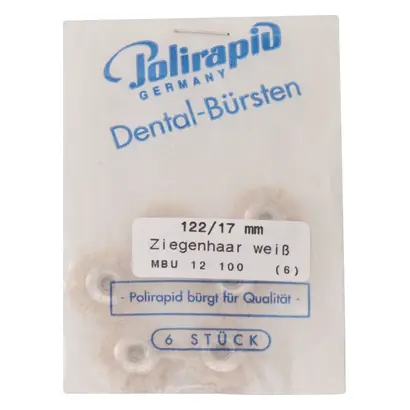 Polirapid
GERMANY
Dental-Bürsten
122/17 mm
Ziegenhaar weiß
MBU 12 100 (6)
- Polirapid bürgt für Qualität -
6 STÜCK